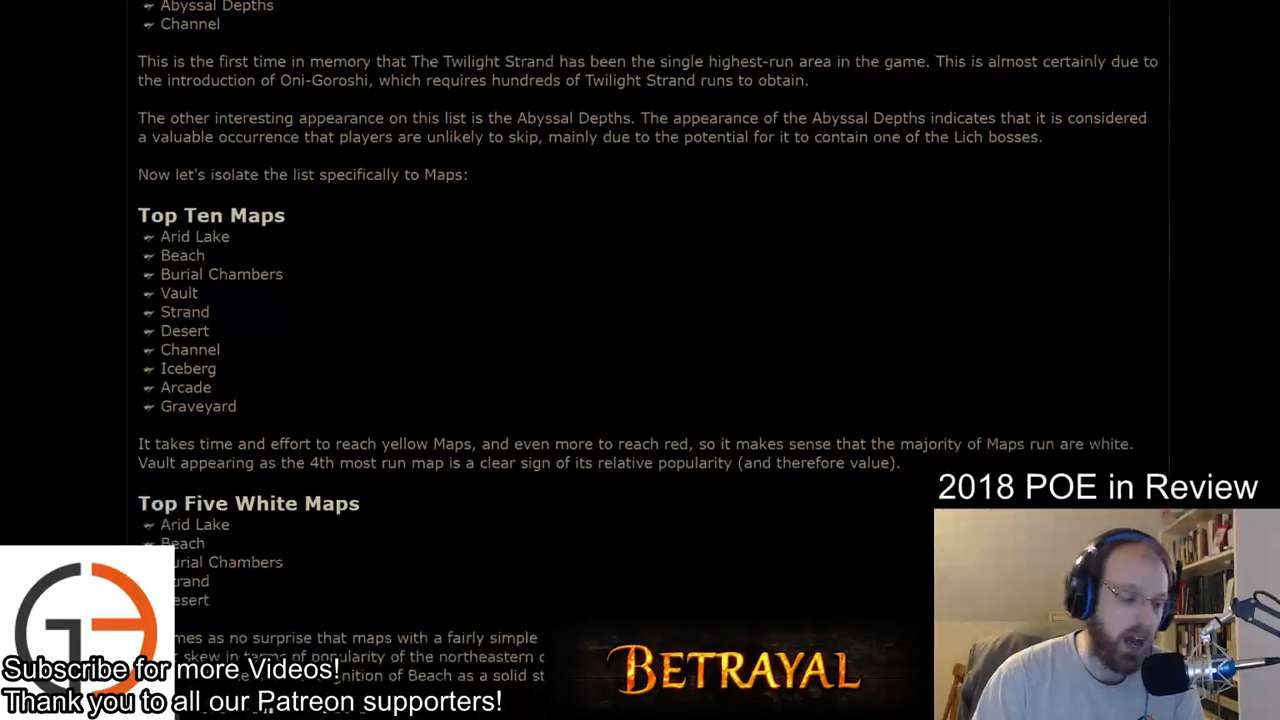 Abyssal Depths
Channel
This is the first time in memory that The Twilight Strand has been the single highest-run area in the game. This is almost certainly due to
the introduction of Oni-Goroshi, which requires hundreds of Twilight Strand runs to obtain.
The other interesting appearance on this list is the Abyssal Depths. The appearance of the Abyssal Depths indicates that it is considered
a valuable occurrence that players are unlikely to skip, mainly due to the potential for it to contain one of the Lich bosses.
Now let's isolate the list specifically to Maps:
Top Ten Maps
Arid Lake
Beach
Burial Chambers
Vault
Strand
Desert
Channel
Iceberg
Arcade
Graveyard
It takes time and effort to reach yellow Maps, and even more to reach red, so it makes sense that the majority of Maps run are white.
Vault appearing as the 4th most run map is a clear sign of its relative popularity (and therefore value).
2018 POE in Review
Top Five White Maps
Arid Lake
Beach
urial Chambers
trand
esert
mes as no surprise that maps with a fairly simple
skew in terms of popularity of the northeastern
nition of Beach as a solid st
GE
Subscribe for more Videos!
Thank you to all our Patreon supporters!
BETRAYAL